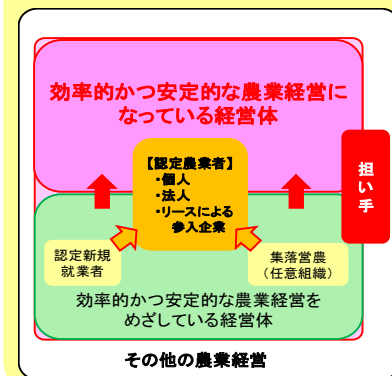 効率的かつ安定的な農業経営に
なっている経営体
【認定農業者】
・個人
・法人
・リースによる
参入企業
担い手
認定新規
就業者
集落営農
（任意組織）
効率的かつ安定的な農業経営を
めざしている経営体
その他の農業経営